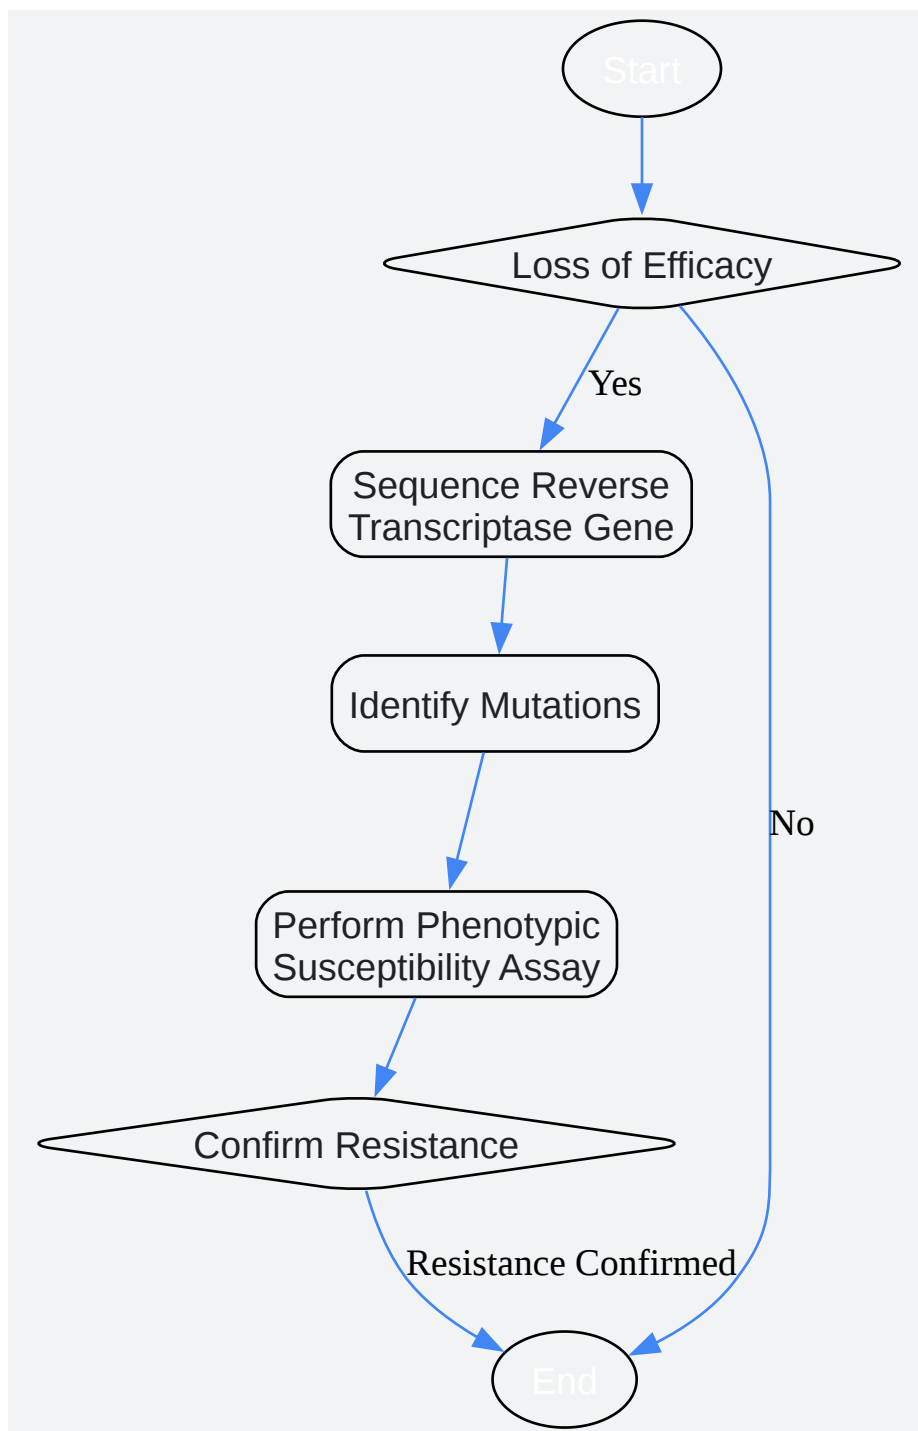 Start
Loss of Efficacy
Yes
Sequence Reverse
Transcriptase Gene
Identify Mutations
No
Perform Phenotypic
Susceptibility Assay
Confirm Resistance
Resistance Confirmed
End